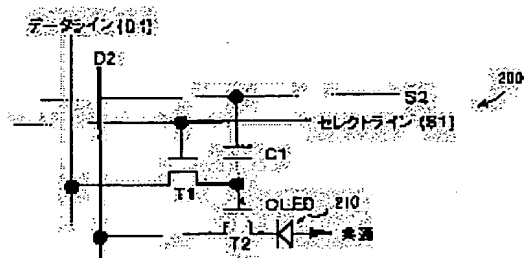 データライン(D1)
D2
S2
200
セレクトライン(S1)
C1
T1
OLED
210
T2
共通